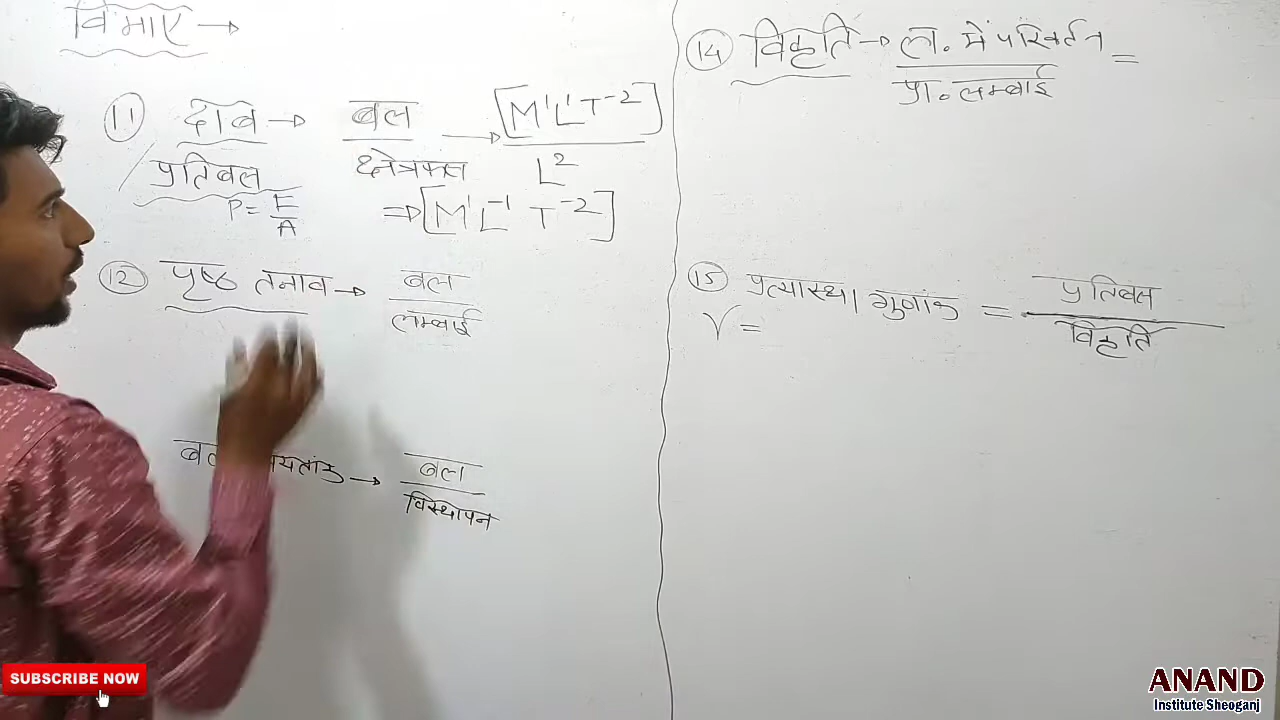 विमाए →
11 दाब → बल / क्षेत्रफल → [M¹L¹T⁻²] / L²
/ प्रतिबल
P = F/A ⇒ [M¹L⁻¹T⁻²]
12 पृष्ठ तनाव → बल / लम्बाई
बल → बल / विस्थापन
14 विकृति → ल. में परिवर्तन / प्रा. लम्बाई =
15 प्रत्यास्था गुणांक = प्रतिबल / विकृति
γ =
SUBSCRIBE NOW
ANAND
Institute Sheoganj